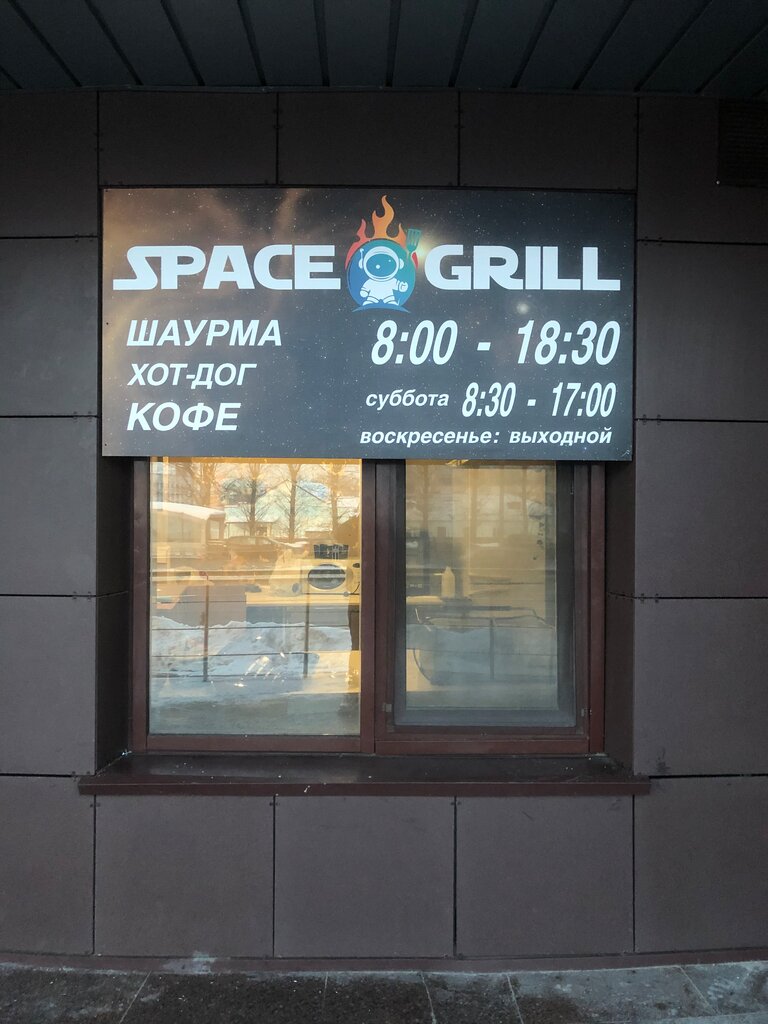 SPACE GRILL
ШАУРМА
ХОТ-ДОГ
КОФЕ
8:00 - 18:30
суббота 8:30 - 17:00
воскресенье: выходной